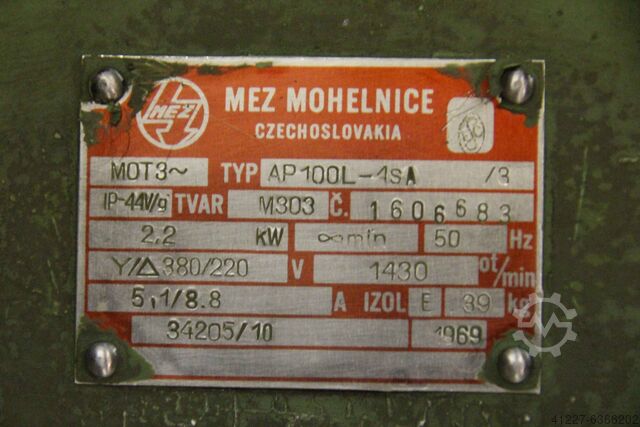 MEZ
MEZ MOHELNICE
CZECHOSLOVAKIA
MOT3~ TYP AP100L-4sA /3
IP-44V/g TVAR M303 Č. 1606683
2,2 kW ∞min 50 Hz
Y/Δ 380/220 V 1430 ot/min
5,1/8.8 A IZOL E 39 kg
34205/10 1969
41227-6366202